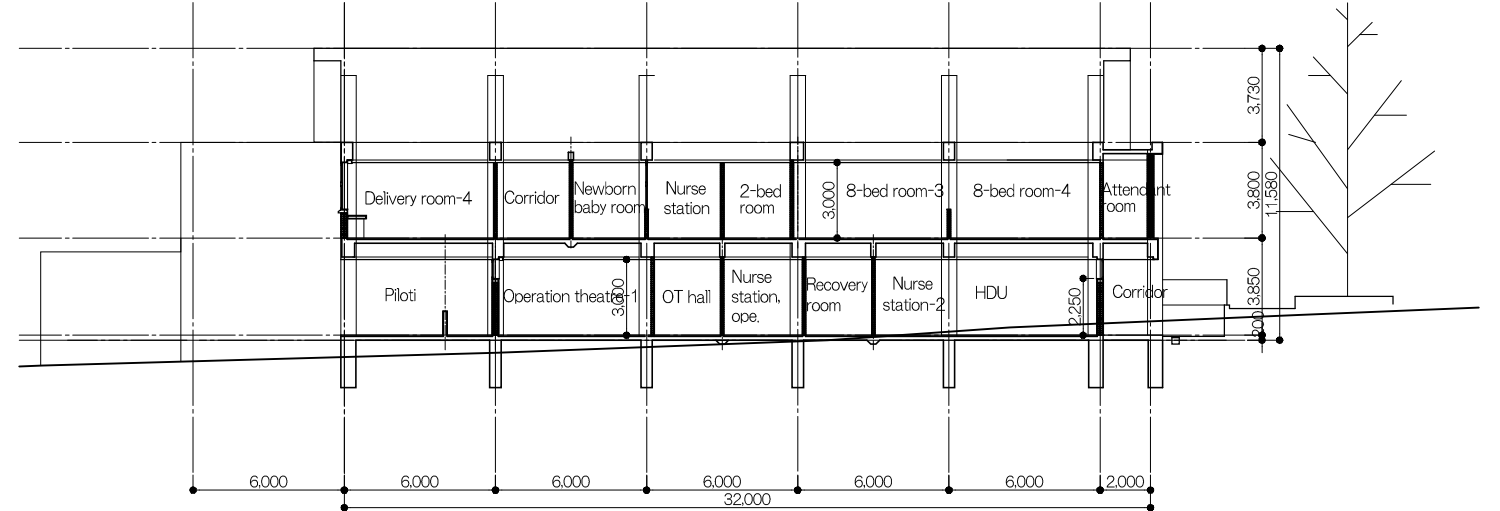 3,730
Delivery room-4
Corridor
Newborn
baby room
Nurse
station
2-bed
room
3,000
8-bed room-3
8-bed room-4
Attendant
room
3,800
11,580
Piloti
Operation theatre-1
3,000
OT hall
Nurse
station,
ope.
Recovery
room
Nurse
station-2
HDU
2,250
Corridor
3,850
200
6,000
6,000
6,000
6,000
6,000
6,000
2,000
32,000